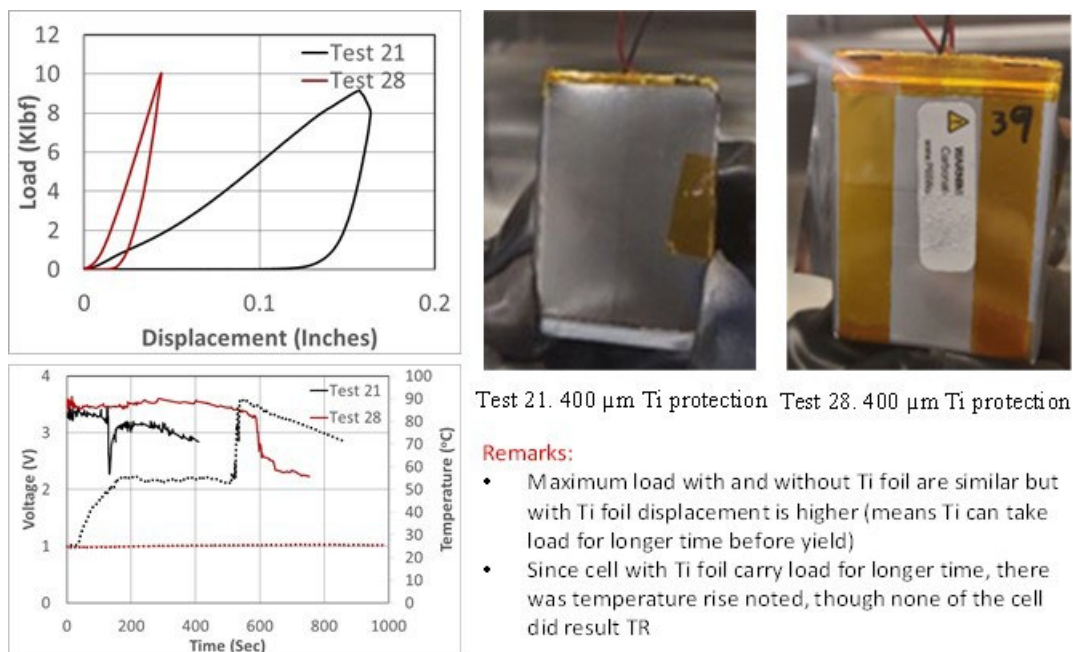 12
10
8
6
4
2
0
Load (Klbf)
Test 21
Test 28
0
0.1
0.2
Displacement (Inches)
4
3
2
1
0
Voltage (V)
Test 21
Test 28
100
90
80
70
60
50
40
30
20
10
0
Temperature (°C)
0
200
400
600
800
1000
Time (Sec)
39
WARNING
Test 21. 400 µm Ti protection
Test 28. 400 µm Ti protection
Remarks:
• Maximum load with and without Ti foil are similar but
with Ti foil displacement is higher (means Ti can take
load for longer time before yield)
• Since cell with Ti foil carry load for longer time, there
was temperature rise noted, though none of the cell
did result TR